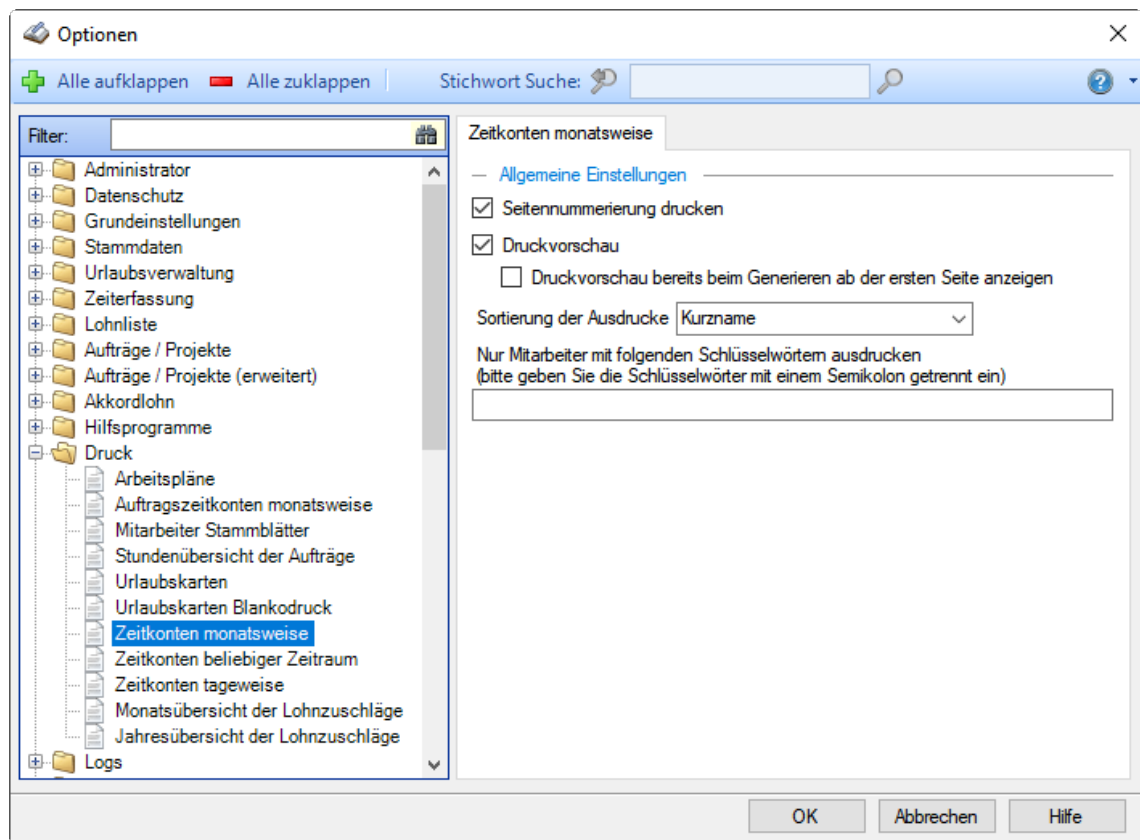 Optionen
Alle aufklappen Alle zuklappen Stichwort Suche:
Filter:
Administrator
Datenschutz
Grundeinstellungen
Stammdaten
Urlaubsverwaltung
Zeiterfassung
Lohnliste
Aufträge / Projekte
Aufträge / Projekte (erweitert)
Akkordlohn
Hilfsprogramme
Druck
Arbeitspläne
Auftragszeitkonten monatsweise
Mitarbeiter Stammblätter
Stundenübersicht der Aufträge
Urlaubskarten
Urlaubskarten Blankodruck
Zeitkonten monatsweise
Zeitkonten beliebiger Zeitraum
Zeitkonten tageweise
Monatsübersicht der Lohnzuschläge
Jahresübersicht der Lohnzuschläge
Logs
Zeitkonten monatsweise
Allgemeine Einstellungen
Seitennummerierung drucken
Druckvorschau
Druckvorschau bereits beim Generieren ab der ersten Seite anzeigen
Sortierung der Ausdrucke Kurzname
Nur Mitarbeiter mit folgenden Schlüsselwörtern ausdrucken
(bitte geben Sie die Schlüsselwörter mit einem Semikolon getrennt ein)
OK Abbrechen Hilfe